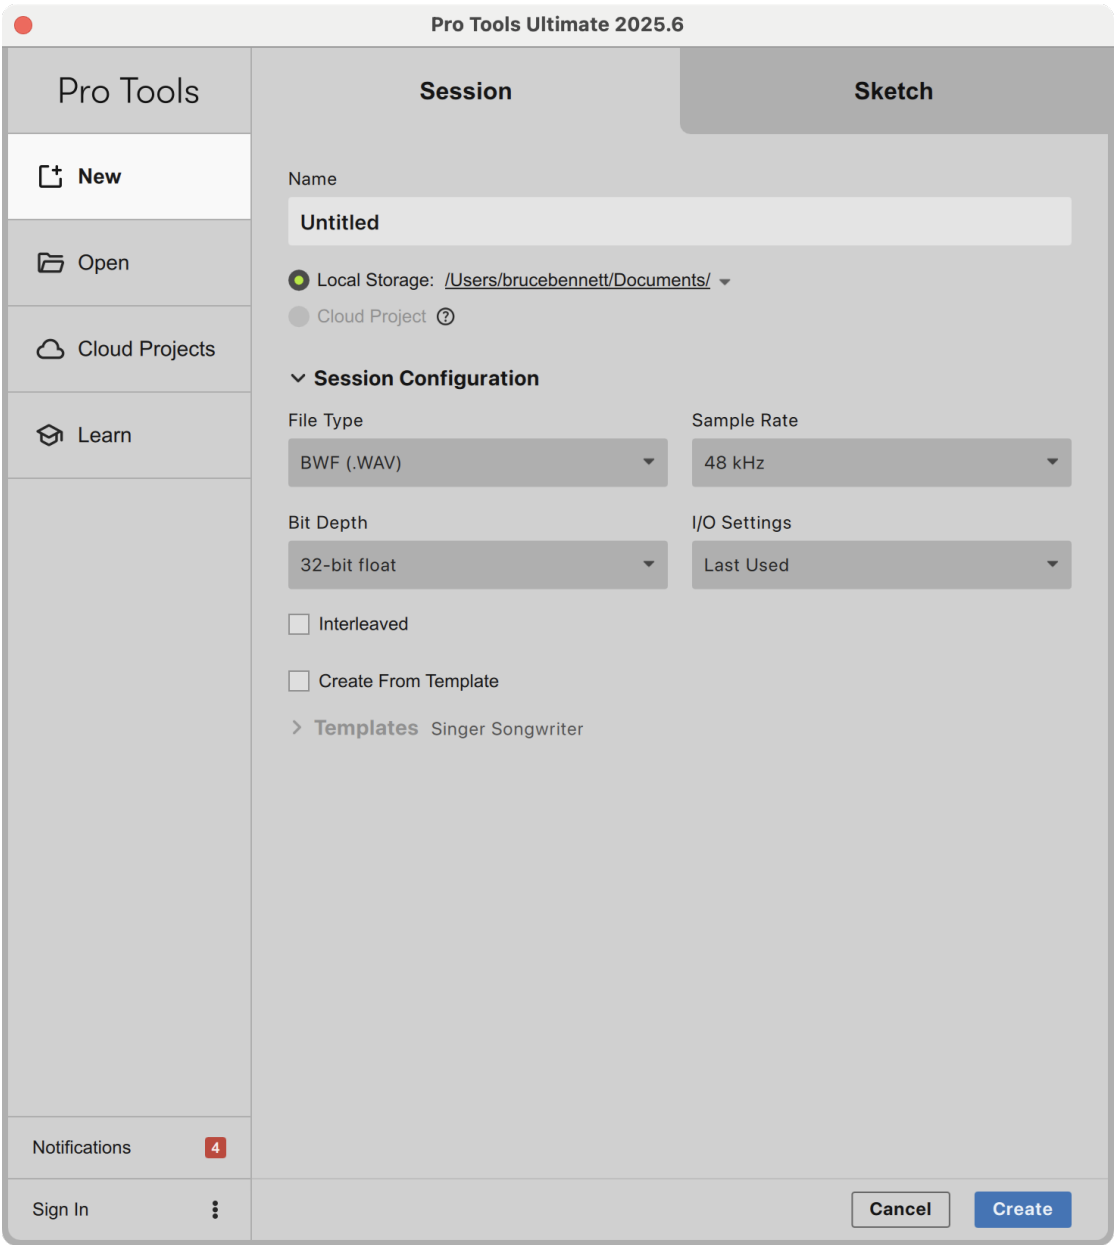 Pro Tools Ultimate 2025.6
Pro Tools
Session
Sketch
New
Open
Cloud Projects
Learn
Name
Untitled
Local Storage: /Users/brucebennett/Documents/
Cloud Project ?
Session Configuration
File Type
Sample Rate
BWF (.WAV)
48 kHz
Bit Depth
I/O Settings
32-bit float
Last Used
Interleaved
Create From Template
Templates Singer Songwriter
Notifications 4
Sign In
Cancel
Create